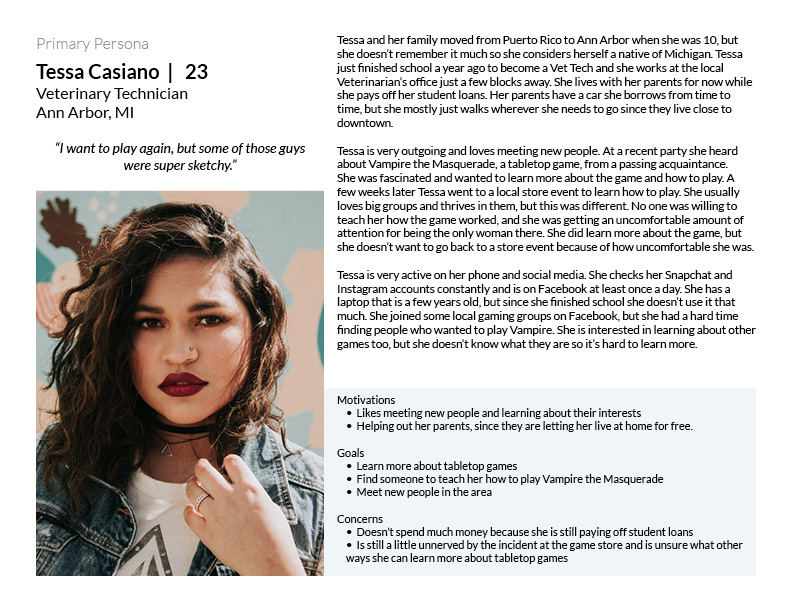 Primary Persona
Tessa Casiano | 23
Veterinary Technician
Ann Arbor, MI
“I want to play again, but some of those guys
were super sketchy.”
Tessa and her family moved from Puerto Rico to Ann Arbor when she was 10, but
she doesn’t remember it much so she considers herself a native of Michigan. Tessa
just finished school a year ago to become a Vet Tech and she works at the local
Veterinarian’s office just a few blocks away. She lives with her parents for now while
she pays off her student loans. Her parents have a car she borrows from time to
time, but she mostly just walks wherever she needs to go since they live close to
downtown.
Tessa is very outgoing and loves meeting new people. At a recent party she heard
about Vampire the Masquerade, a tabletop game, from a passing acquaintance.
She was fascinated and wanted to learn more about the game and how to play. A
few weeks later Tessa went to a local store event to learn how to play. She usually
loves big groups and thrives in them, but this was different. No one was willing to
teach her how the game worked, and she was getting an uncomfortable amount of
attention for being the only woman there. She did learn more about the game, but
she doesn’t want to go back to a store event because of how uncomfortable she was.
Tessa is very active on her phone and social media. She checks her Snapchat and
Instagram accounts constantly and is on Facebook at least once a day. She has a
laptop that is a few years old, but since she finished school she doesn’t use it that
much. She joined some local gaming groups on Facebook, but she had a hard time
finding people who wanted to play Vampire. She is interested in learning about other
games too, but she doesn’t know what they are so it’s hard to learn more.
Motivations
• Likes meeting new people and learning about their interests
• Helping out her parents, since they are letting her live at home for free.
Goals
• Learn more about tabletop games
• Find someone to teach her how to play Vampire the Masquerade
• Meet new people in the area
Concerns
• Doesn’t spend much money because she is still paying off student loans
• Is still a little unnerved by the incident at the game store and is unsure what other
ways she can learn more about tabletop games